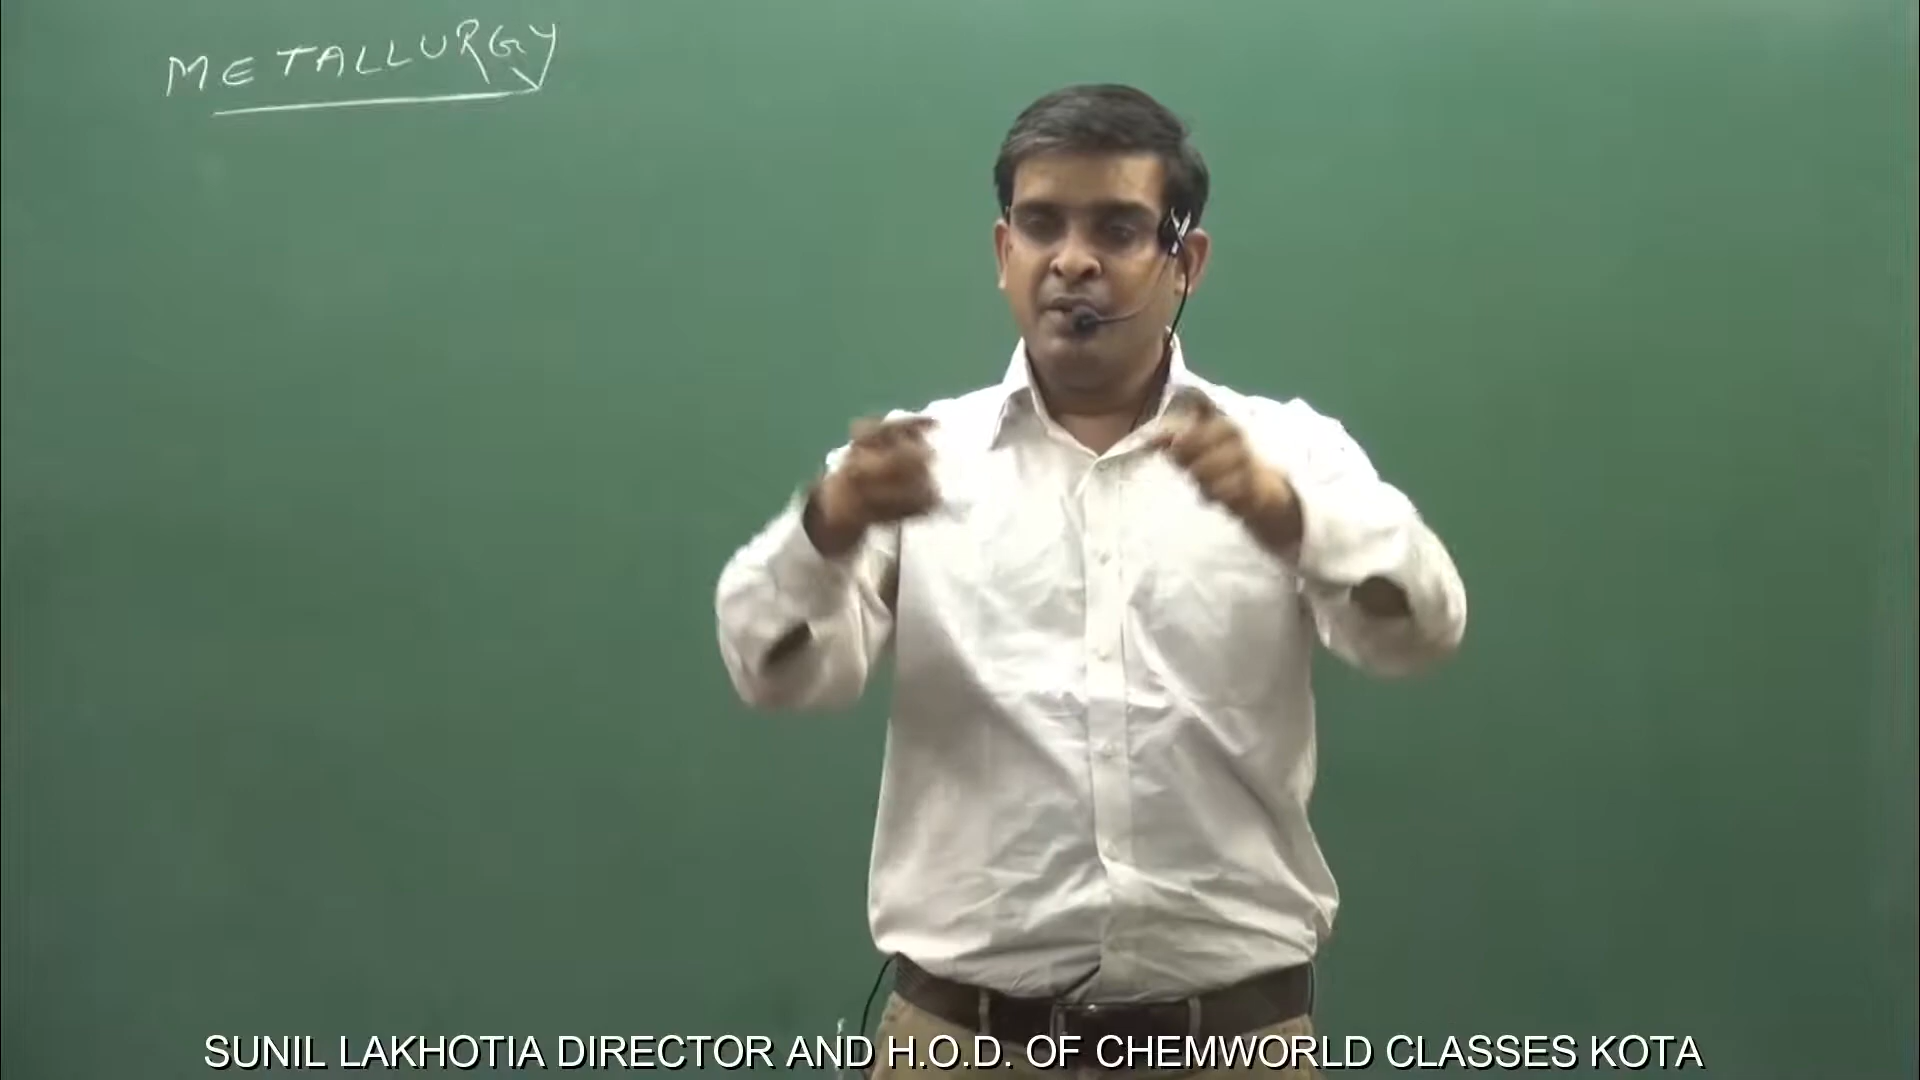 METALLURGY
SUNIL LAKHOTIA DIRECTOR AND H.O.D. OF CHEMWORLD CLASSES KOTA